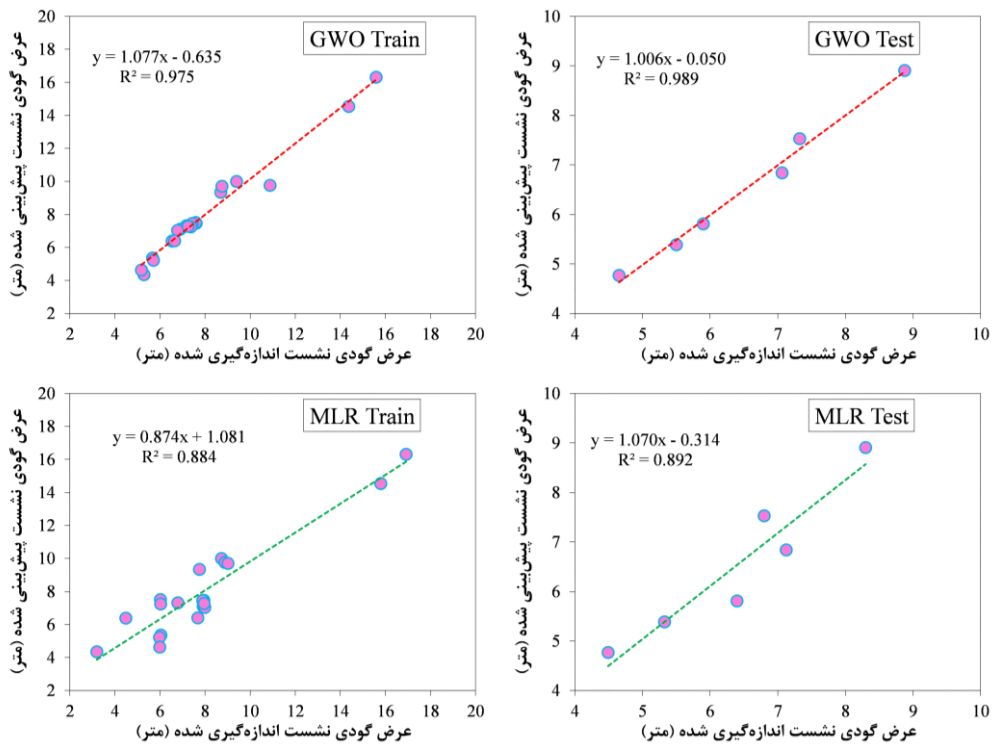 GWO Train
y = 1.077x - 0.635
R² = 0.975
عرض گودی نشست پیش‌بینی شده (متر)
20
18
16
14
12
10
8
6
4
2
2 4 6 8 10 12 14 16 18 20
عرض گودی نشست اندازه‌گیری شده (متر)
GWO Test
y = 1.006x - 0.050
R² = 0.989
عرض گودی نشست پیش‌بینی شده (متر)
10
9
8
7
6
5
4
4 5 6 7 8 9 10
عرض گودی نشست اندازه‌گیری شده (متر)
MLR Train
y = 0.874x + 1.081
R² = 0.884
عرض گودی نشست پیش‌بینی شده (متر)
20
18
16
14
12
10
8
6
4
2
2 4 6 8 10 12 14 16 18 20
عرض گودی نشست اندازه‌گیری شده (متر)
MLR Test
y = 1.070x - 0.314
R² = 0.892
عرض گودی نشست پیش‌بینی شده (متر)
10
9
8
7
6
5
4
4 5 6 7 8 9 10
عرض گودی نشست اندازه‌گیری شده (متر)